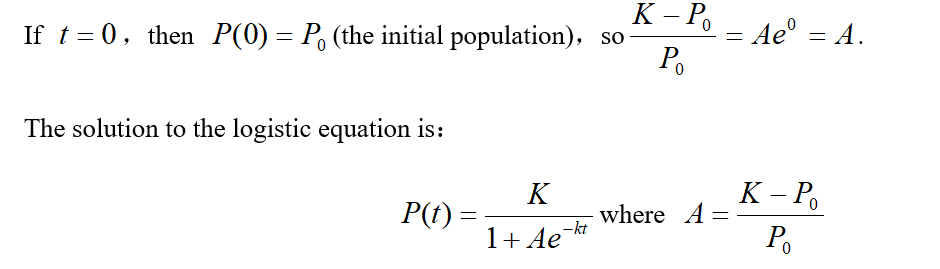 If t = 0， then P(0) = P₀ (the initial population)， so (K − P₀)/P₀ = Ae⁰ = A.
The solution to the logistic equation is：
P(t) = K/(1 + Ae^(−kt)) where A = (K − P₀)/P₀